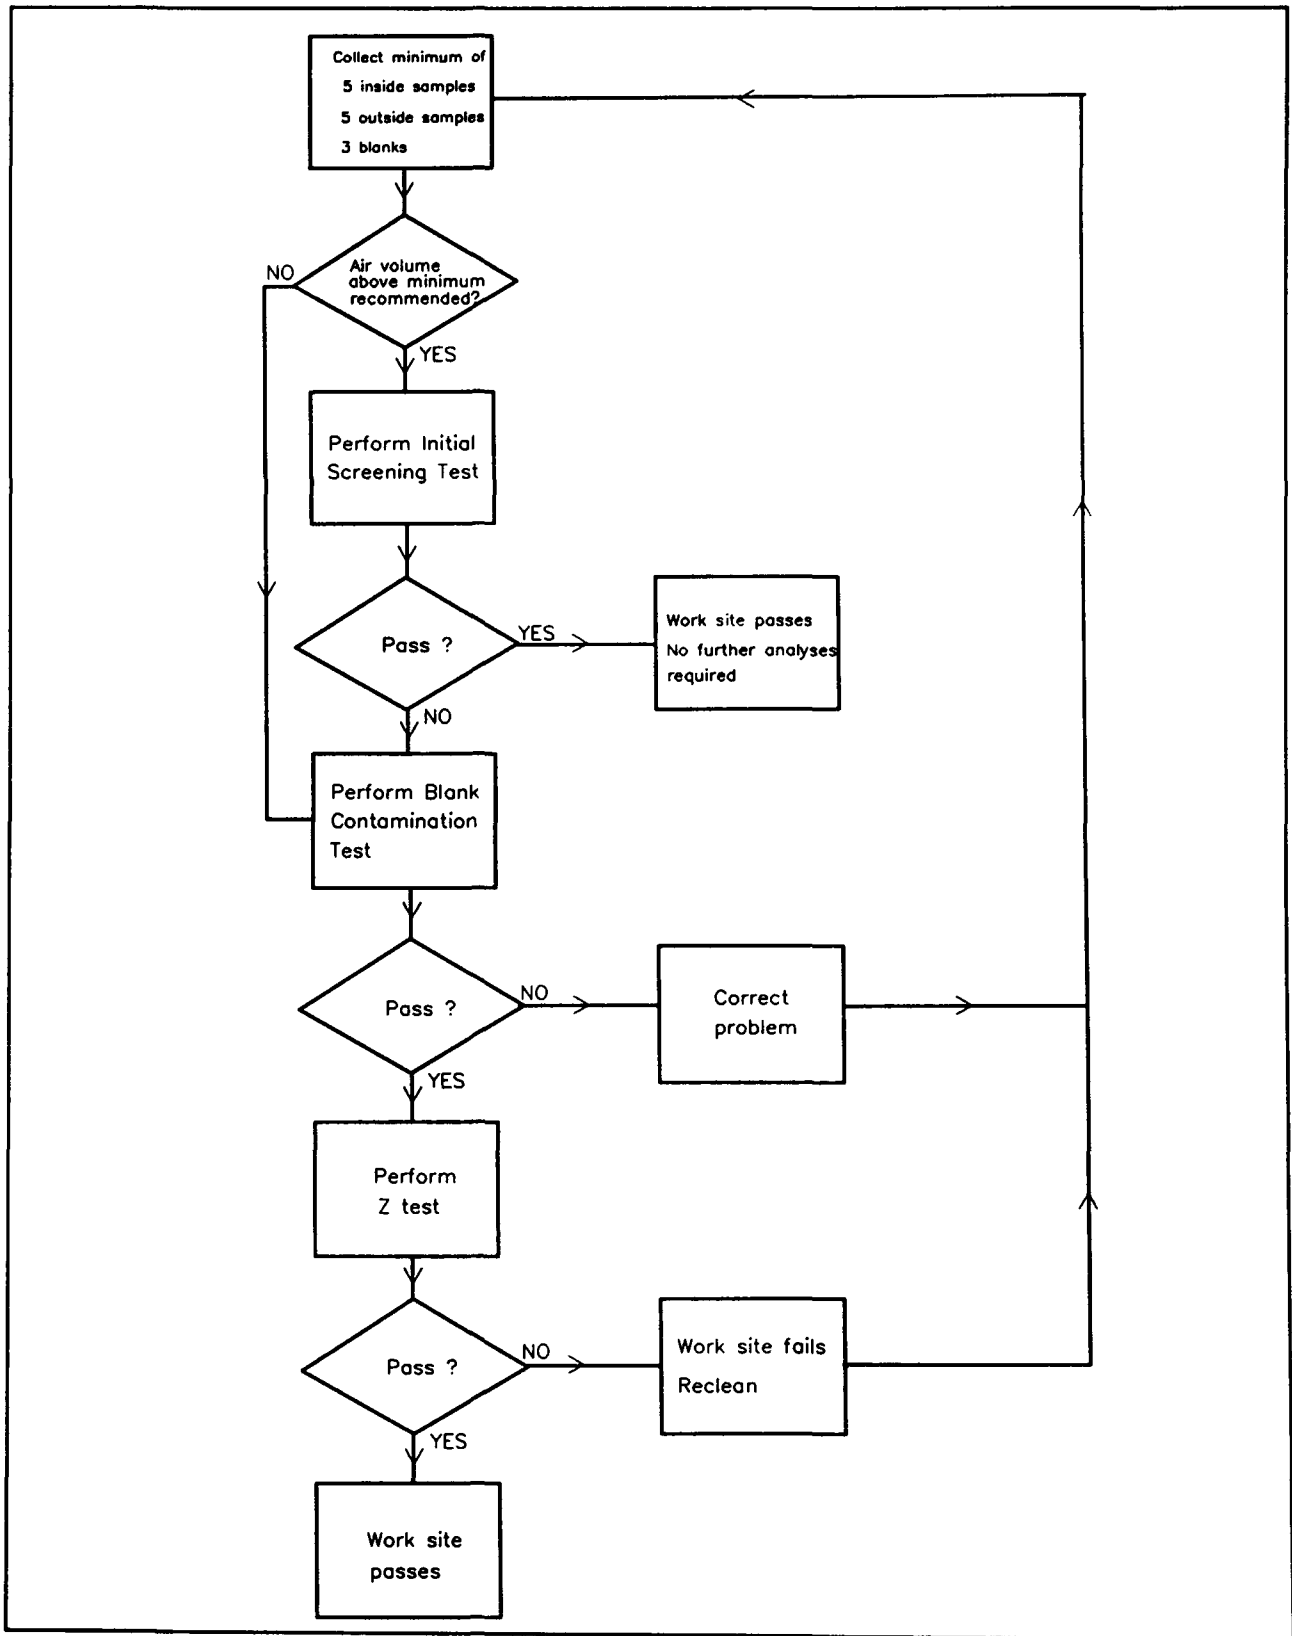 Collect minimum of
5 inside samples
5 outside samples
3 blanks
NO
Air volume
above minimum
recommended?
YES
Perform Initial
Screening Test
Pass ?
YES
Work site passes
No further analyses
required
NO
Perform Blank
Contamination
Test
Pass ?
NO
Correct
problem
YES
Perform
Z test
Pass ?
NO
Work site fails
Reclean
YES
Work site
passes